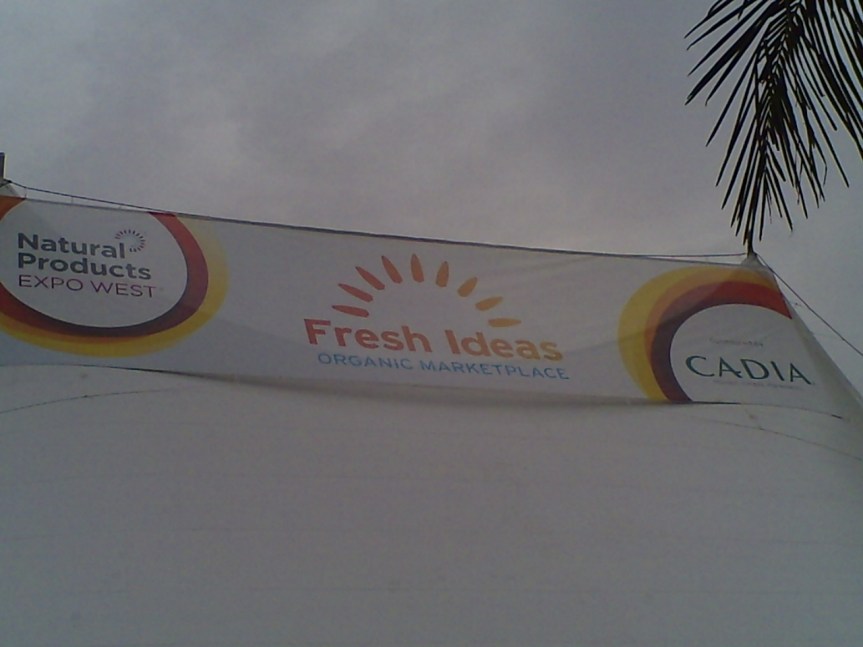 Natural
Products
EXPO WEST
Fresh Ideas
ORGANIC MARKETPLACE
CADIA